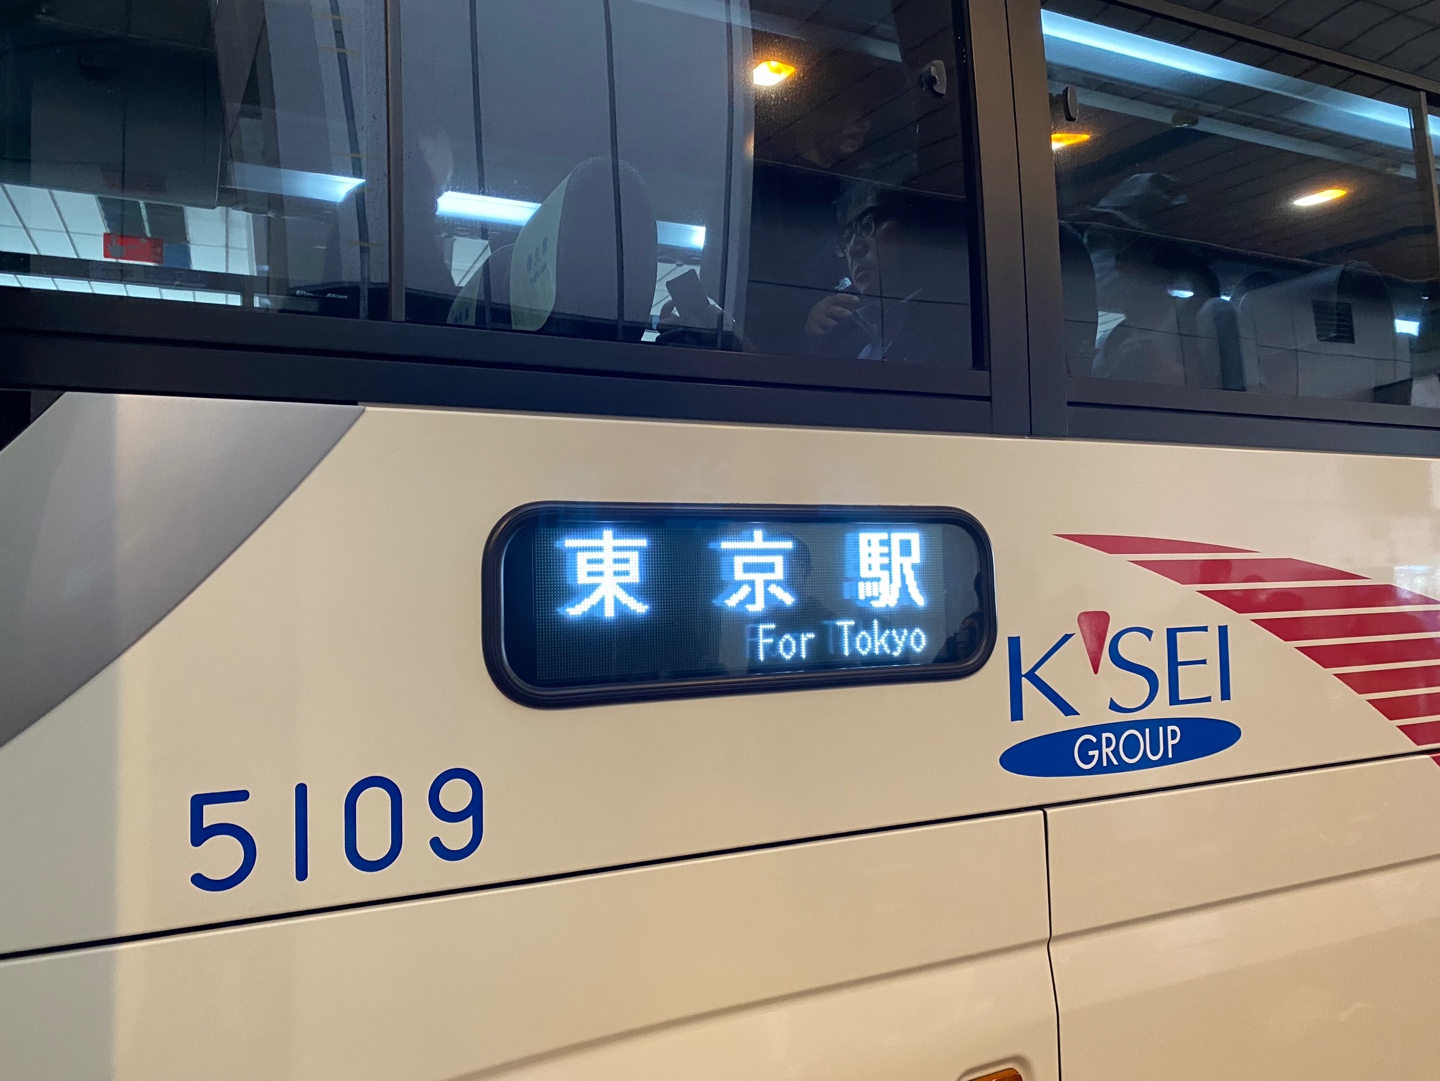 東京駅
For Tokyo
K'SEI
GROUP
5109